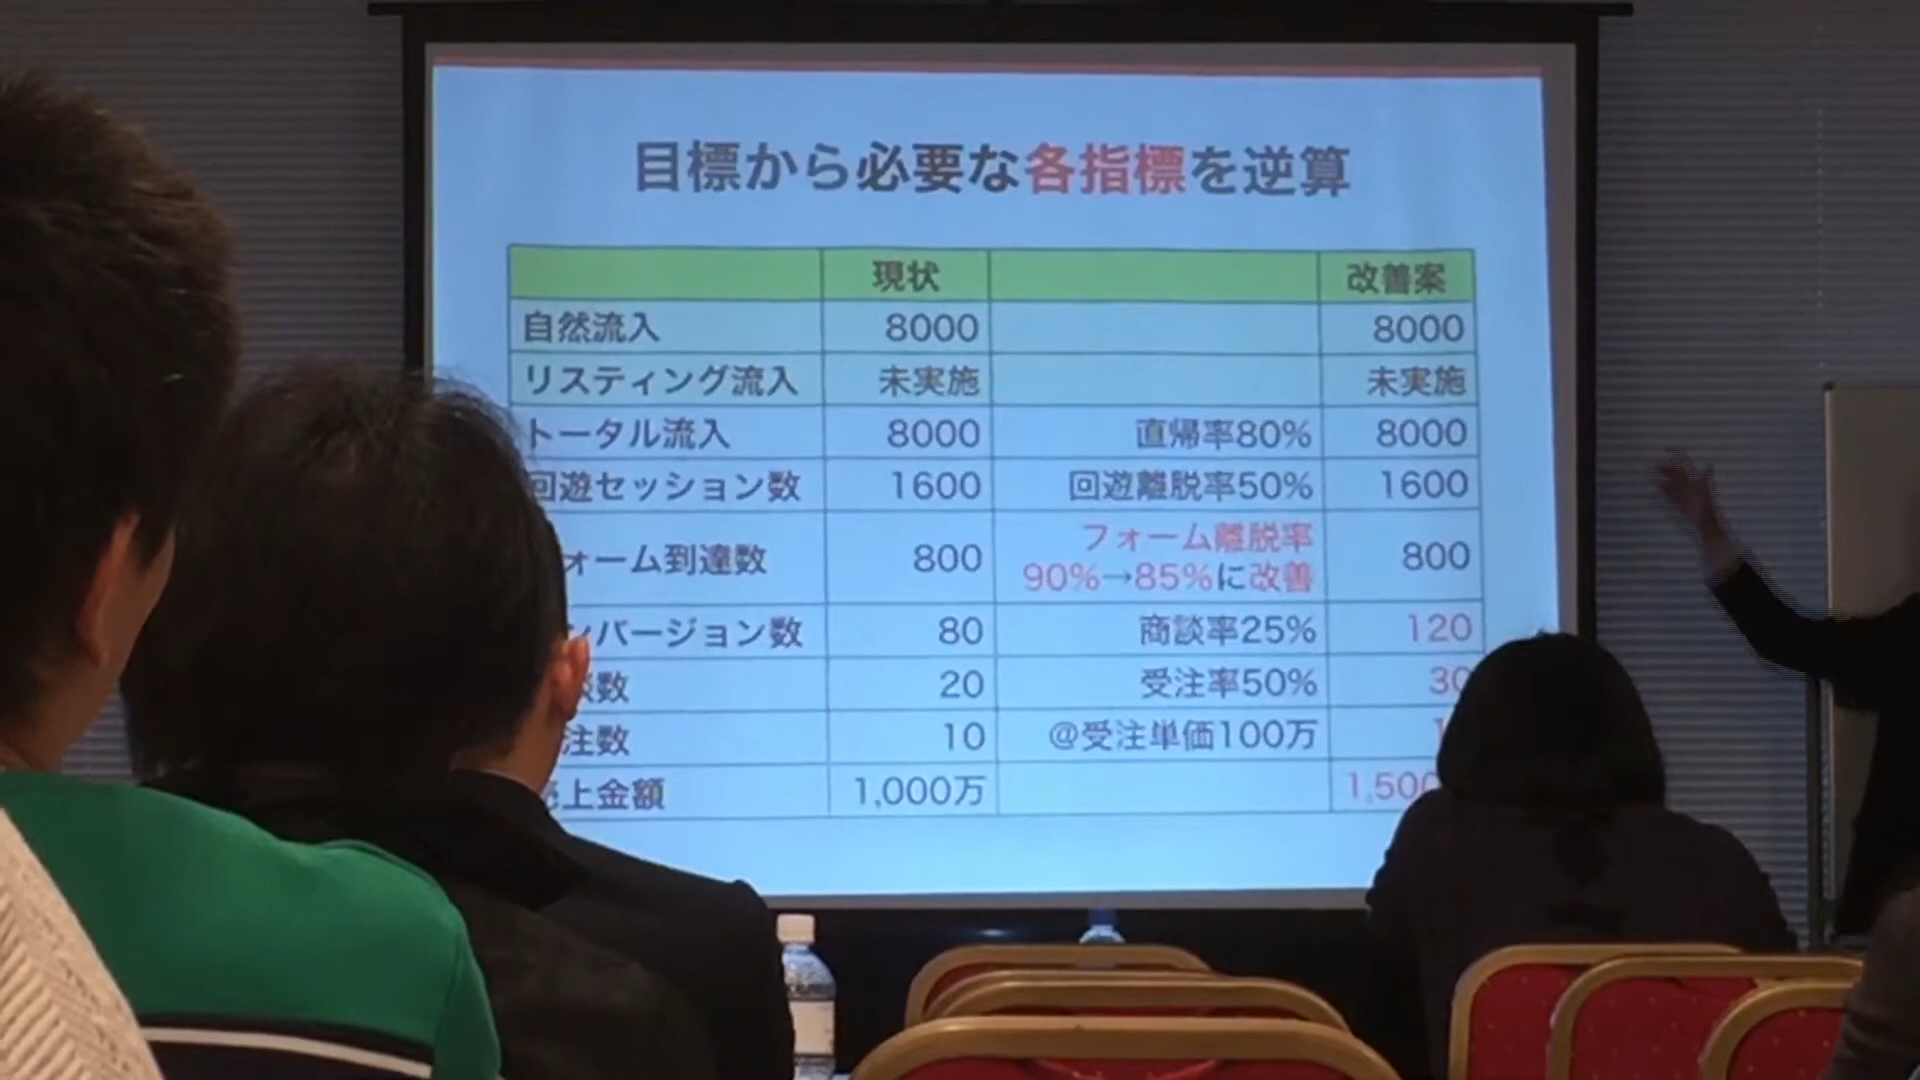 目標から必要な各指標を逆算
現状 改善案
自然流入 8000 8000
リスティング流入 未実施 未実施
トータル流入 8000 直帰率80% 8000
回遊セッション数 1600 回遊離脱率50% 1600
ォーム到達数 800 フォーム離脱率 800
90%→85%に改善
ンバージョン数 80 商談率25% 120
談数 20 受注率50% 30
注数 10 @受注単価100万 1
売上金額 1,000万 1,500